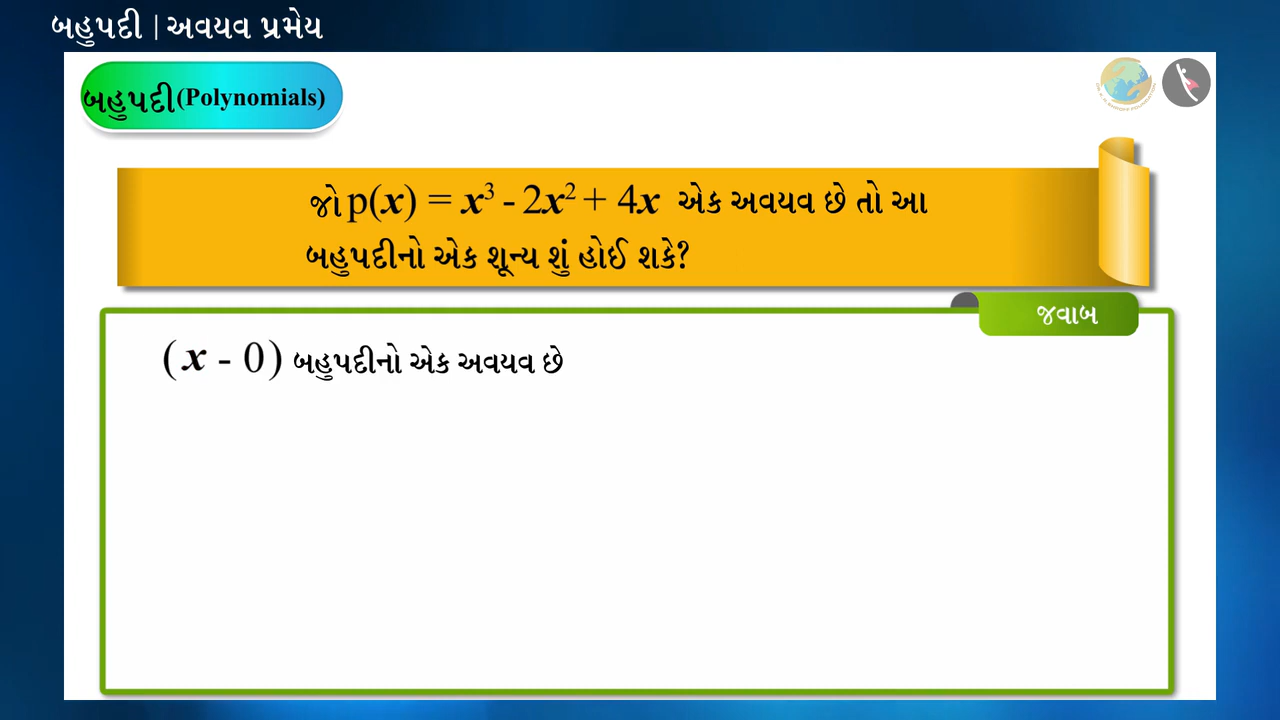 બહુપદી | અવયવ પ્રમેય
બહુપદી(Polynomials)
જો p(x) = x³ - 2x² + 4x એક અવયવ છે તો આ
બહુપદીનો એક શૂન્ય શું હોઈ શકે?
જવાબ
(x - 0) બહુપદીનો એક અવયવ છે